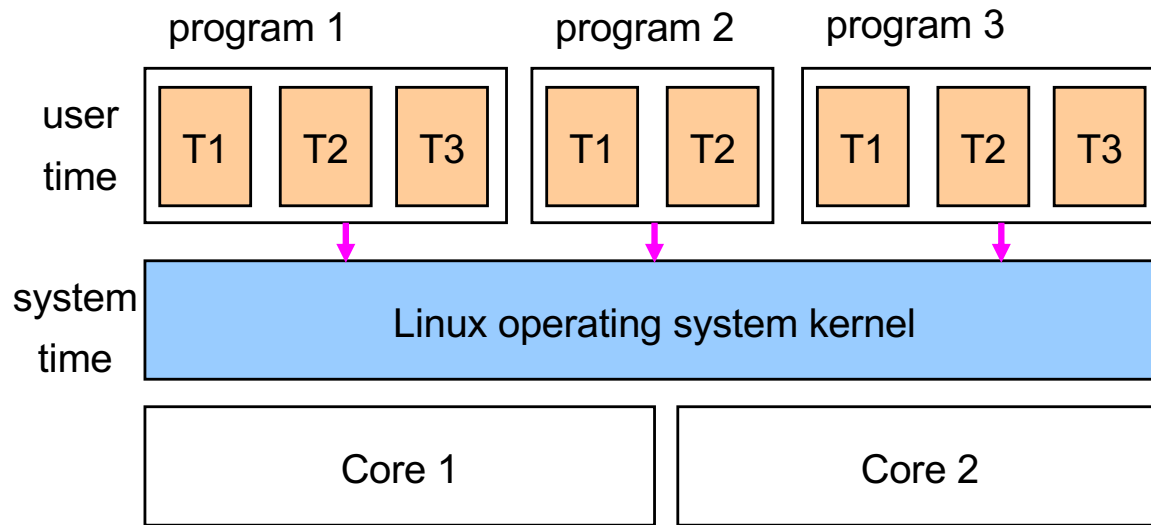 program 1
program 2
program 3
user
time
T1
T2
T3
T1
T2
T1
T2
T3
system
time
Linux operating system kernel
Core 1
Core 2